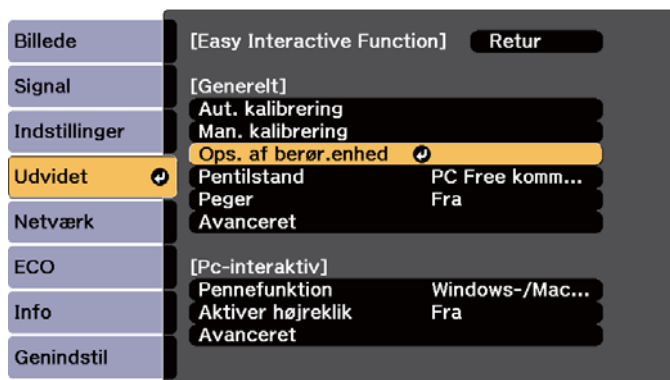 Billede
Signal
Indstillinger
Udvidet
Netværk
ECO
Info
Genindstil
[Easy Interactive Function] Retur
[Generelt]
Aut. kalibrering
Man. kalibrering
Ops. af berør.enhed
Pentilstand PC Free komm...
Peger Fra
Avanceret
[Pc-interaktiv]
Pennefunktion Windows-/Mac...
Aktiver højreklik Fra
Avanceret